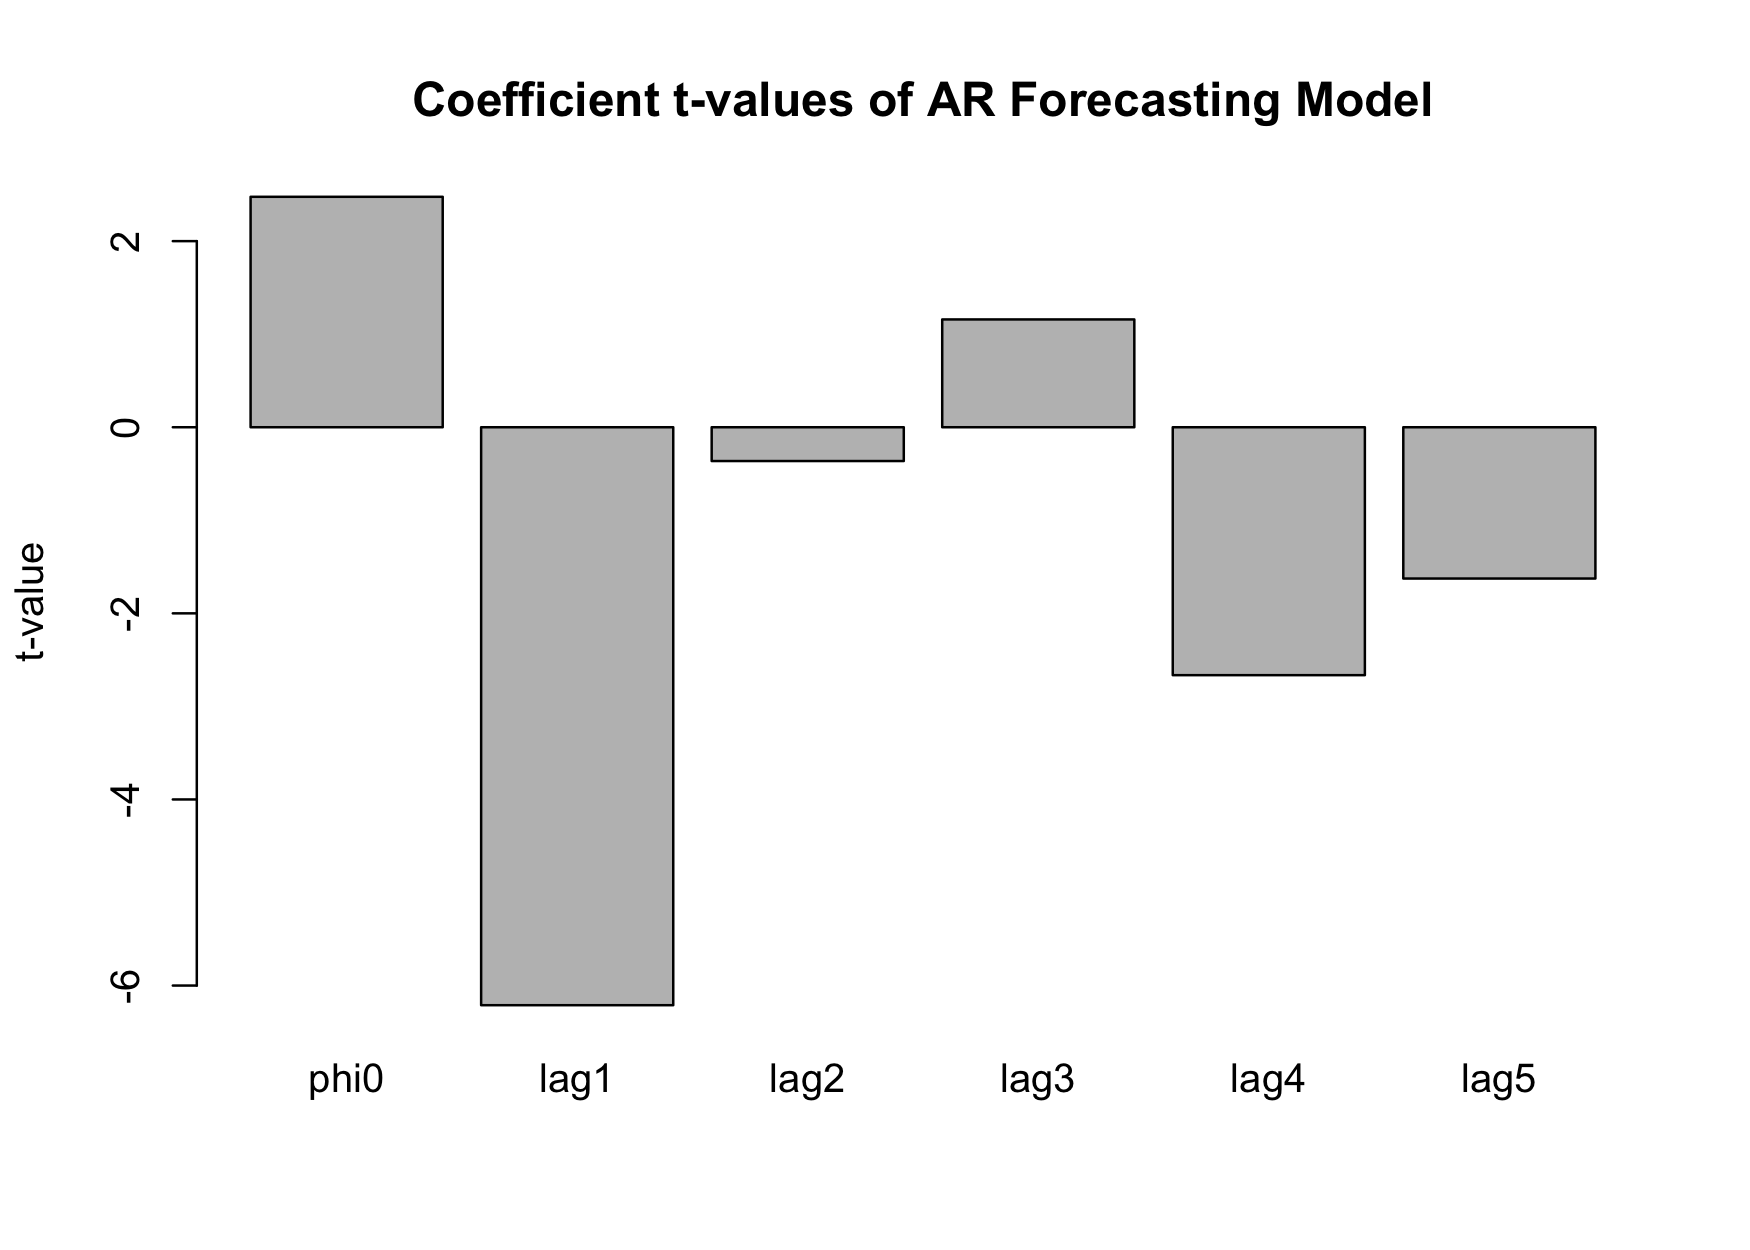 Coefficient t-values of AR Forecasting Model
t-value
2
0
-2
-4
-6
phi0 lag1 lag2 lag3 lag4 lag5